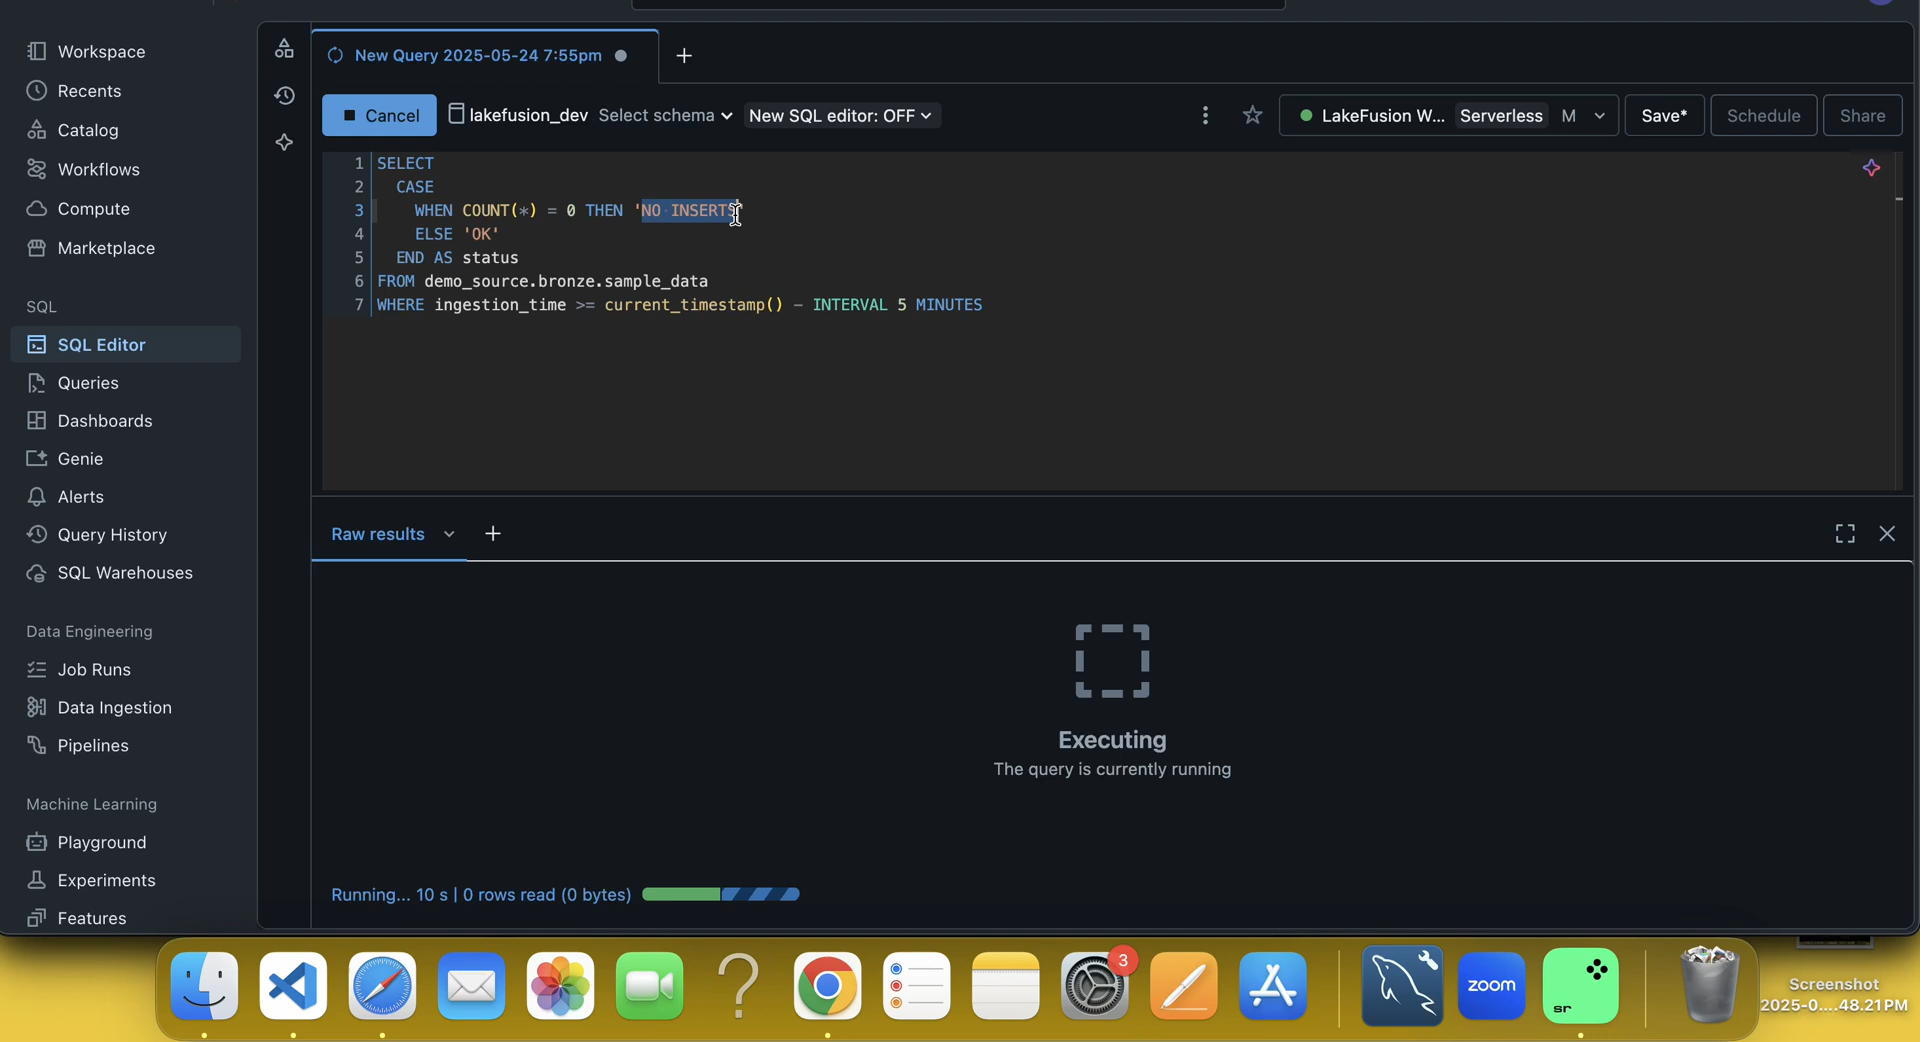 Workspace
Recents
Catalog
Workflows
Compute
Marketplace
SQL
SQL Editor
Queries
Dashboards
Genie
Alerts
Query History
SQL Warehouses
Data Engineering
Job Runs
Data Ingestion
Pipelines
Machine Learning
Playground
Experiments
Features
New Query 2025-05-24 7:55pm
Cancel lakefusion_dev Select schema New SQL editor: OFF LakeFusion W... Serverless M Save* Schedule Share
1 SELECT
2 CASE
3 WHEN COUNT(*) = 0 THEN 'NO INSERTS'
4 ELSE 'OK'
5 END AS status
6 FROM demo_source.bronze.sample_data
7 WHERE ingestion_time >= current_timestamp() - INTERVAL 5 MINUTES
Raw results
Executing
The query is currently running
Running... 10 s | 0 rows read (0 bytes)
3
zoom
sr
Screenshot
2025-0....48.21 PM